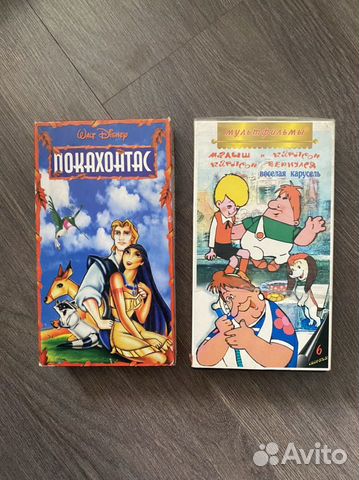 Walt Disney
ПОКАХОНТАС
мультфильмы
МАЛЫШ и КАРЛСОН
КАРЛСОН ВЕРНУЛСЯ
веселая карусель
6
Avito